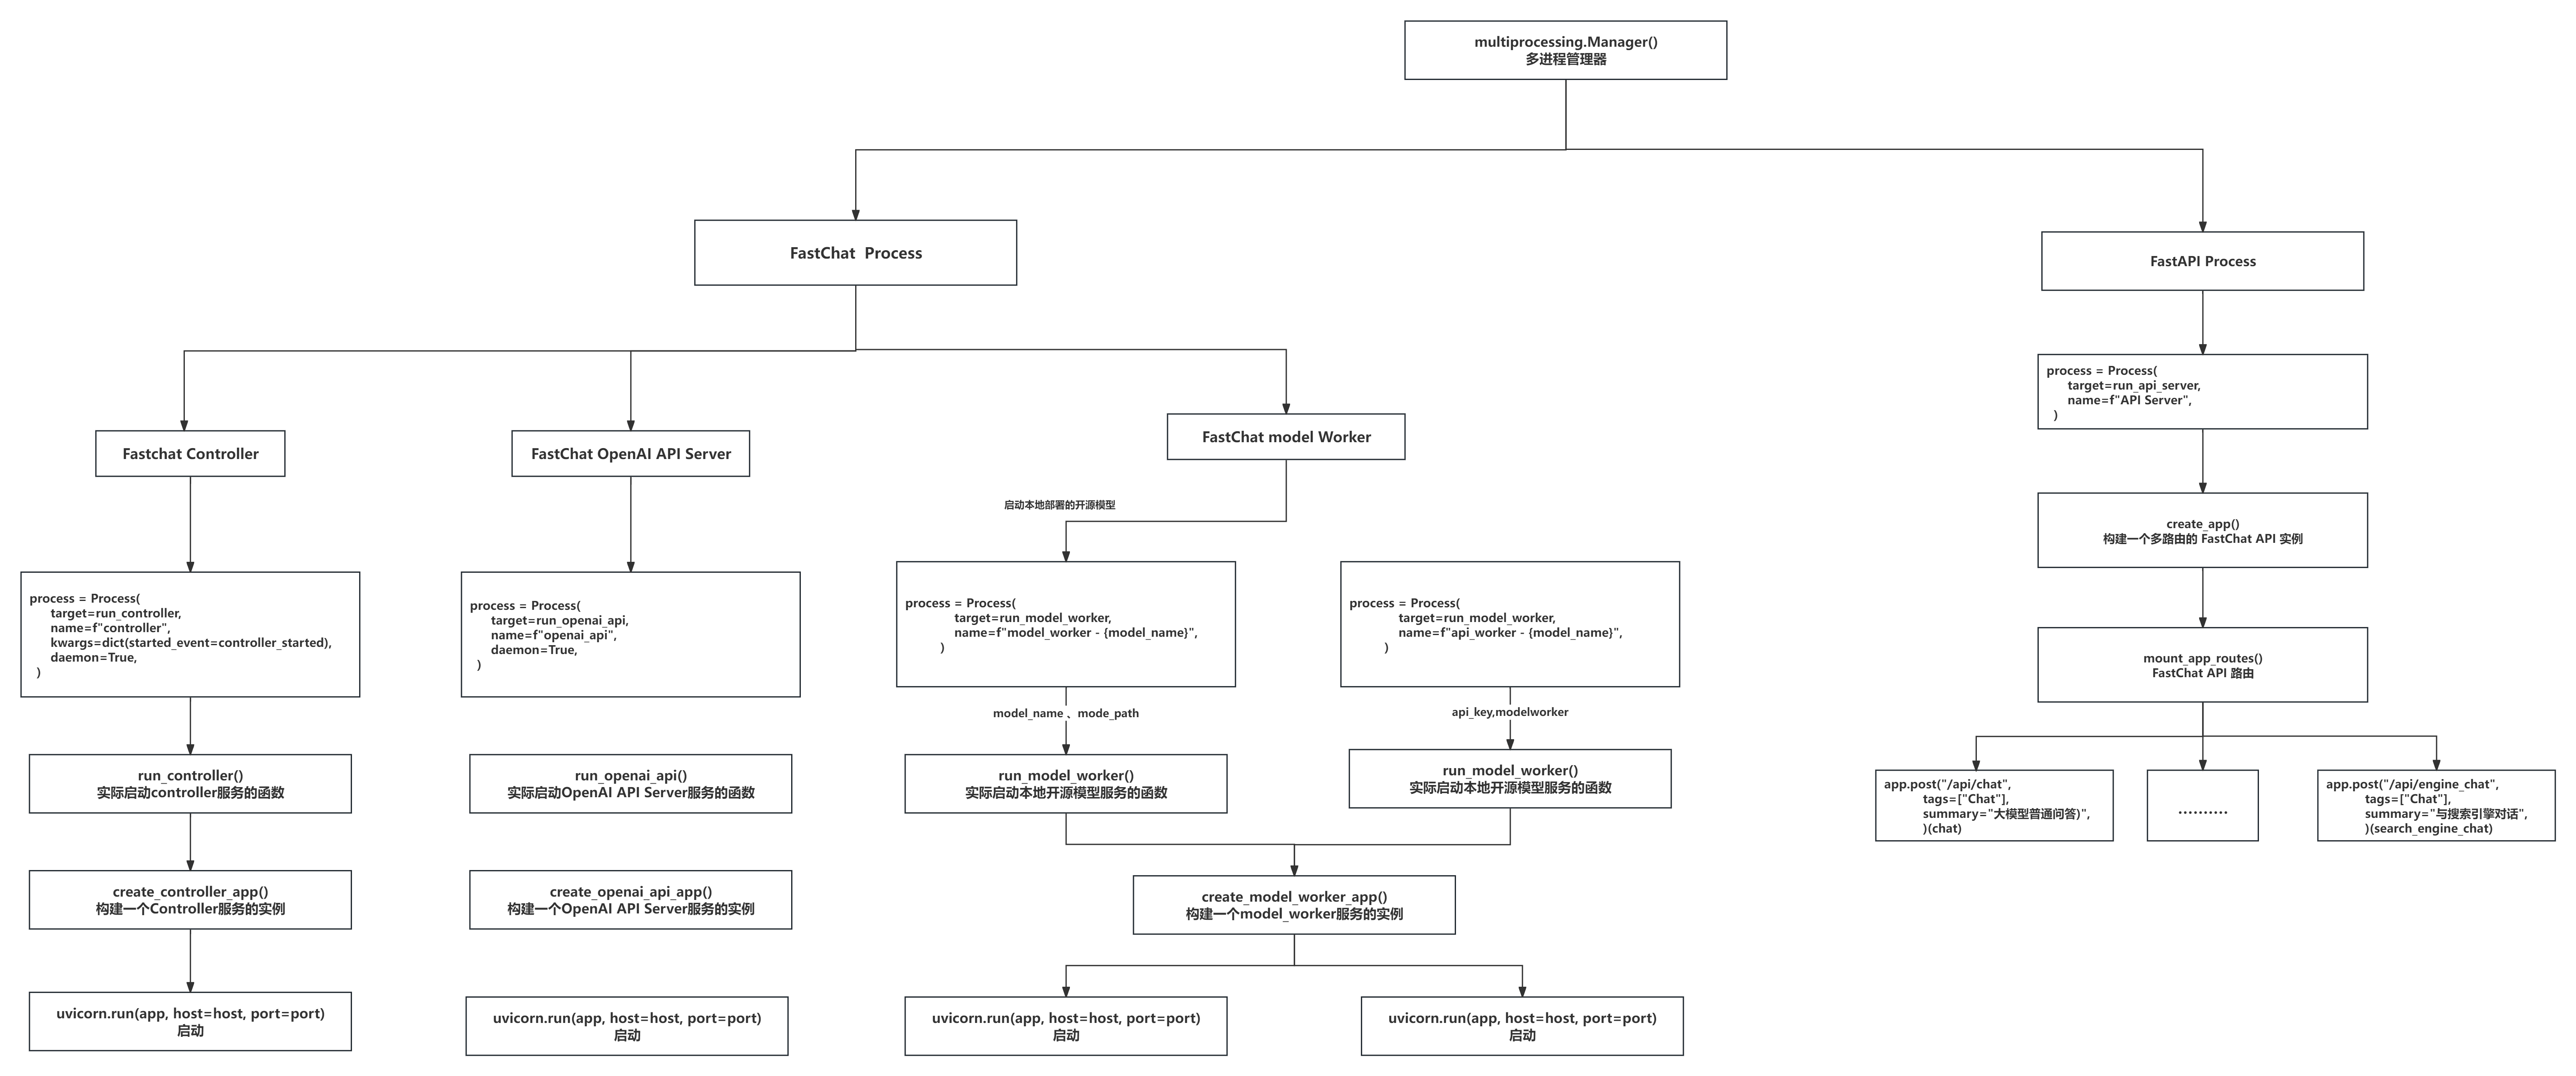 multiprocessing.Manager()
多进程管理器
FastChat  Process
FastAPI Process
process = Process(
target=run_api_server,
name=f"API Server",
)
Fastchat Controller
FastChat OpenAI API Server
FastChat model Worker
启动本地部署的开源模型
create_app()
构建一个多路由的 FastChat API 实例
process = Process(
target=run_controller,
name=f"controller",
kwargs=dict(started_event=controller_started),
daemon=True,
)
process = Process(
target=run_openai_api,
name=f"openai_api",
daemon=True,
)
process = Process(
target=run_model_worker,
name=f"model_worker - {model_name}",
)
process = Process(
target=run_model_worker,
name=f"api_worker - {model_name}",
)
mount_app_routes()
FastChat API 路由
model_name 、mode_path
api_key,modelworker
run_controller()
实际启动controller服务的函数
run_openai_api()
实际启动OpenAI API Server服务的函数
run_model_worker()
实际启动本地开源模型服务的函数
run_model_worker()
实际启动本地开源模型服务的函数
app.post("/api/chat",
tags=["Chat"],
summary="大模型普通问答)",
)(chat)
..........
app.post("/api/engine_chat",
tags=["Chat"],
summary="与搜索引擎对话",
)(search_engine_chat)
create_controller_app()
构建一个Controller服务的实例
create_openai_api_app()
构建一个OpenAI API Server服务的实例
create_model_worker_app()
构建一个model_worker服务的实例
uvicorn.run(app, host=host, port=port)
启动
uvicorn.run(app, host=host, port=port)
启动
uvicorn.run(app, host=host, port=port)
启动
uvicorn.run(app, host=host, port=port)
启动